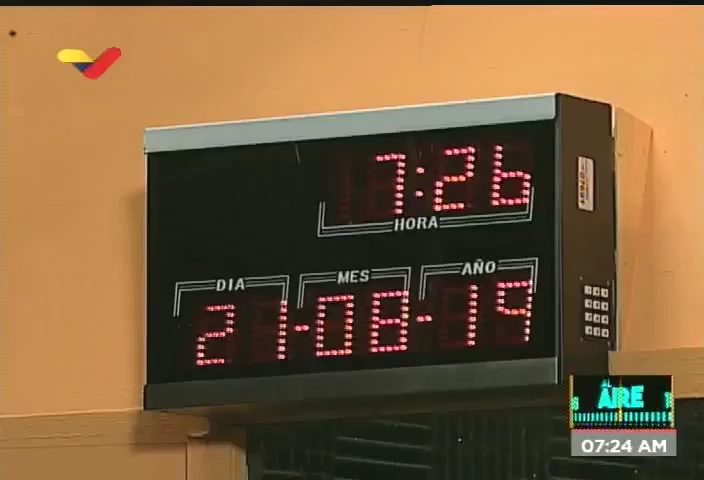 7:26
HORA
DIA MES AÑO
21-08-19
AL
AIRE
07:24 AM